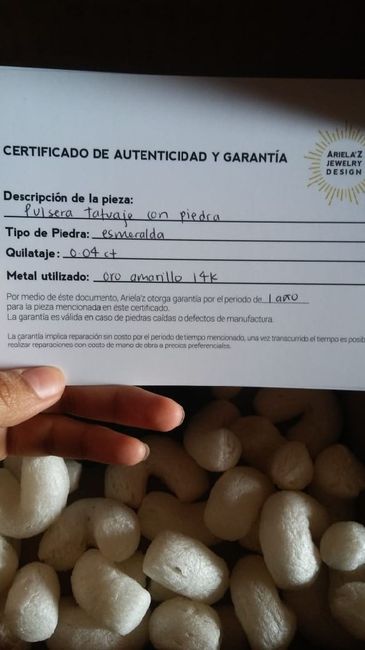 CERTIFICADO DE AUTENTICIDAD Y GARANTÍA
ARIELA'Z
JEWELRY
DESIGN
Descripción de la pieza:
Pulsera tatuaje con piedra
Tipo de Piedra: esmeralda
Quilataje: 0.04 ct
Metal utilizado: oro amarillo 14K
Por medio de éste documento, Ariela'z otorga garantía por el periodo de 1 año
para la pieza mencionada en éste certificado.
La garantía es válida en caso de piedras caídas o defectos de manufactura.
La garantía implica reparación sin costo por el periodo de tiempo mencionado, una vez transcurrido el tiempo es posib
realizar reparaciones con costo de mano de obra a precios preferenciales.